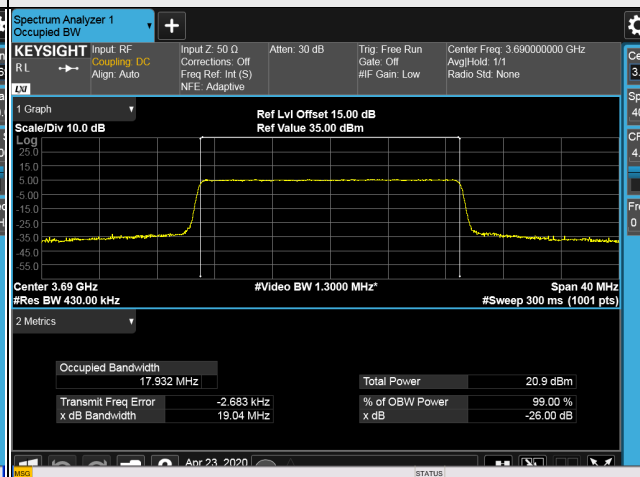 Spectrum Analyzer 1
Occupied BW
KEYSIGHT
R L
LXI
Input: RF
Coupling: DC
Align: Auto
Input Z: 50 Ω
Corrections: Off
Freq Ref: Int (S)
NFE: Adaptive
Atten: 30 dB
Trig: Free Run
Gate: Off
#IF Gain: Low
Center Freq: 3.690000000 GHz
Avg|Hold: 1/1
Radio Std: None
1 Graph
Scale/Div 10.0 dB
Ref Lvl Offset 15.00 dB
Ref Value 35.00 dBm
Log
25.0
15.0
5.00
-5.00
-15.0
-25.0
-35.0
-45.0
-55.0
Center 3.69 GHz
#Video BW 1.3000 MHz*
Span 40 MHz
#Res BW 430.00 kHz
#Sweep 300 ms (1001 pts)
2 Metrics
Occupied Bandwidth
17.932 MHz
Total Power 20.9 dBm
Transmit Freq Error -2.683 kHz
% of OBW Power 99.00 %
x dB Bandwidth 19.04 MHz
x dB -26.00 dB
Apr 23, 2020
MSG
STATUS